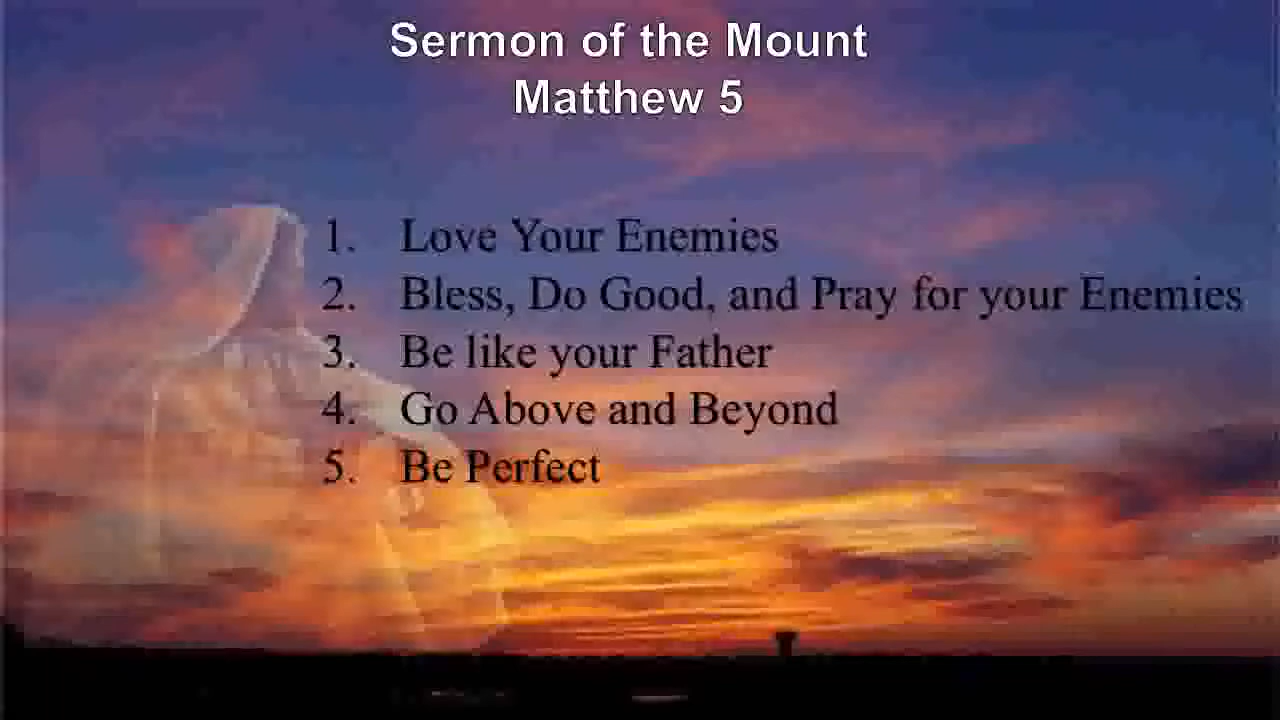 Sermon of the Mount
Matthew 5
1. Love Your Enemies
2. Bless, Do Good, and Pray for your Enemies
3. Be like your Father
4. Go Above and Beyond
5. Be Perfect